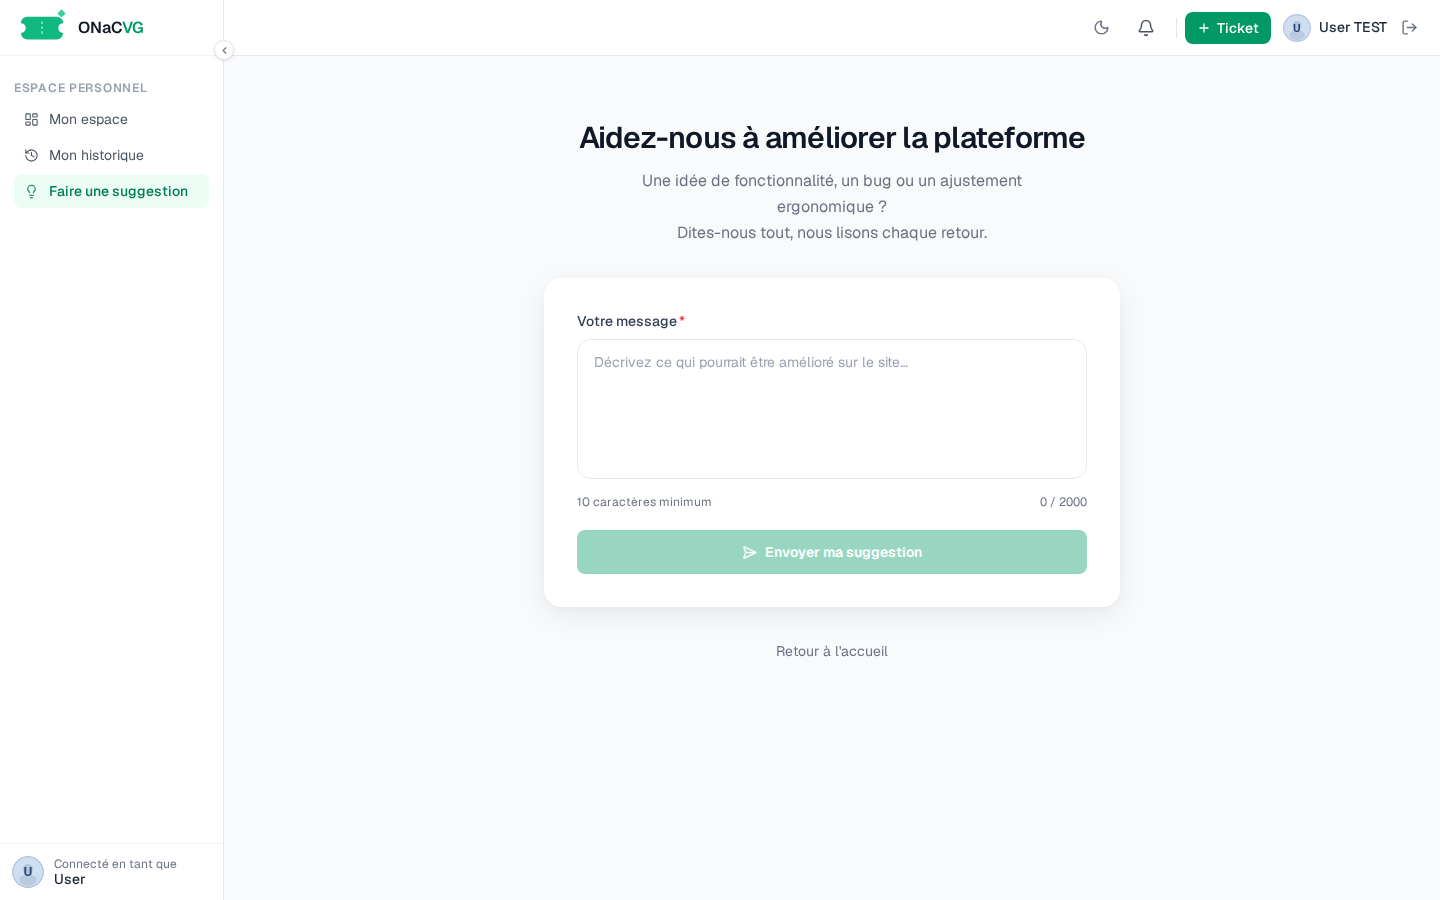 ONaCVG
ESPACE PERSONNEL
Mon espace
Mon historique
Faire une suggestion
Connecté en tant que
U
User
+ Ticket
U
User TEST
Aidez-nous à améliorer la plateforme
Une idée de fonctionnalité, un bug ou un ajustement
ergonomique ?
Dites-nous tout, nous lisons chaque retour.
Votre message *
Décrivez ce qui pourrait être amélioré sur le site…
10 caractères minimum
0 / 2000
Envoyer ma suggestion
Retour à l'accueil